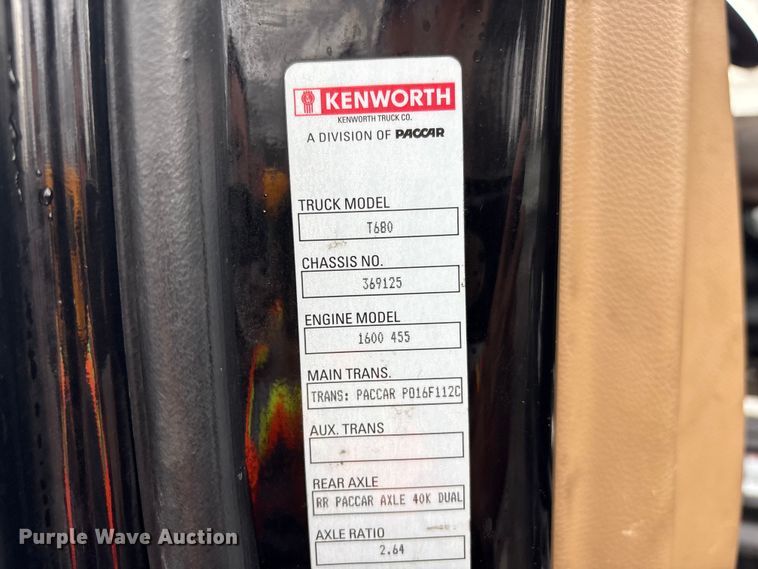 KENWORTH
KENWORTH TRUCK CO.
A DIVISION OF PACCAR
TRUCK MODEL
T680
CHASSIS NO.
369125
ENGINE MODEL
1600 455
MAIN TRANS.
TRANS: PACCAR PO16F112C
AUX. TRANS
REAR AXLE
RR PACCAR AXLE 40K DUAL
AXLE RATIO
2.64
Purple Wave Auction